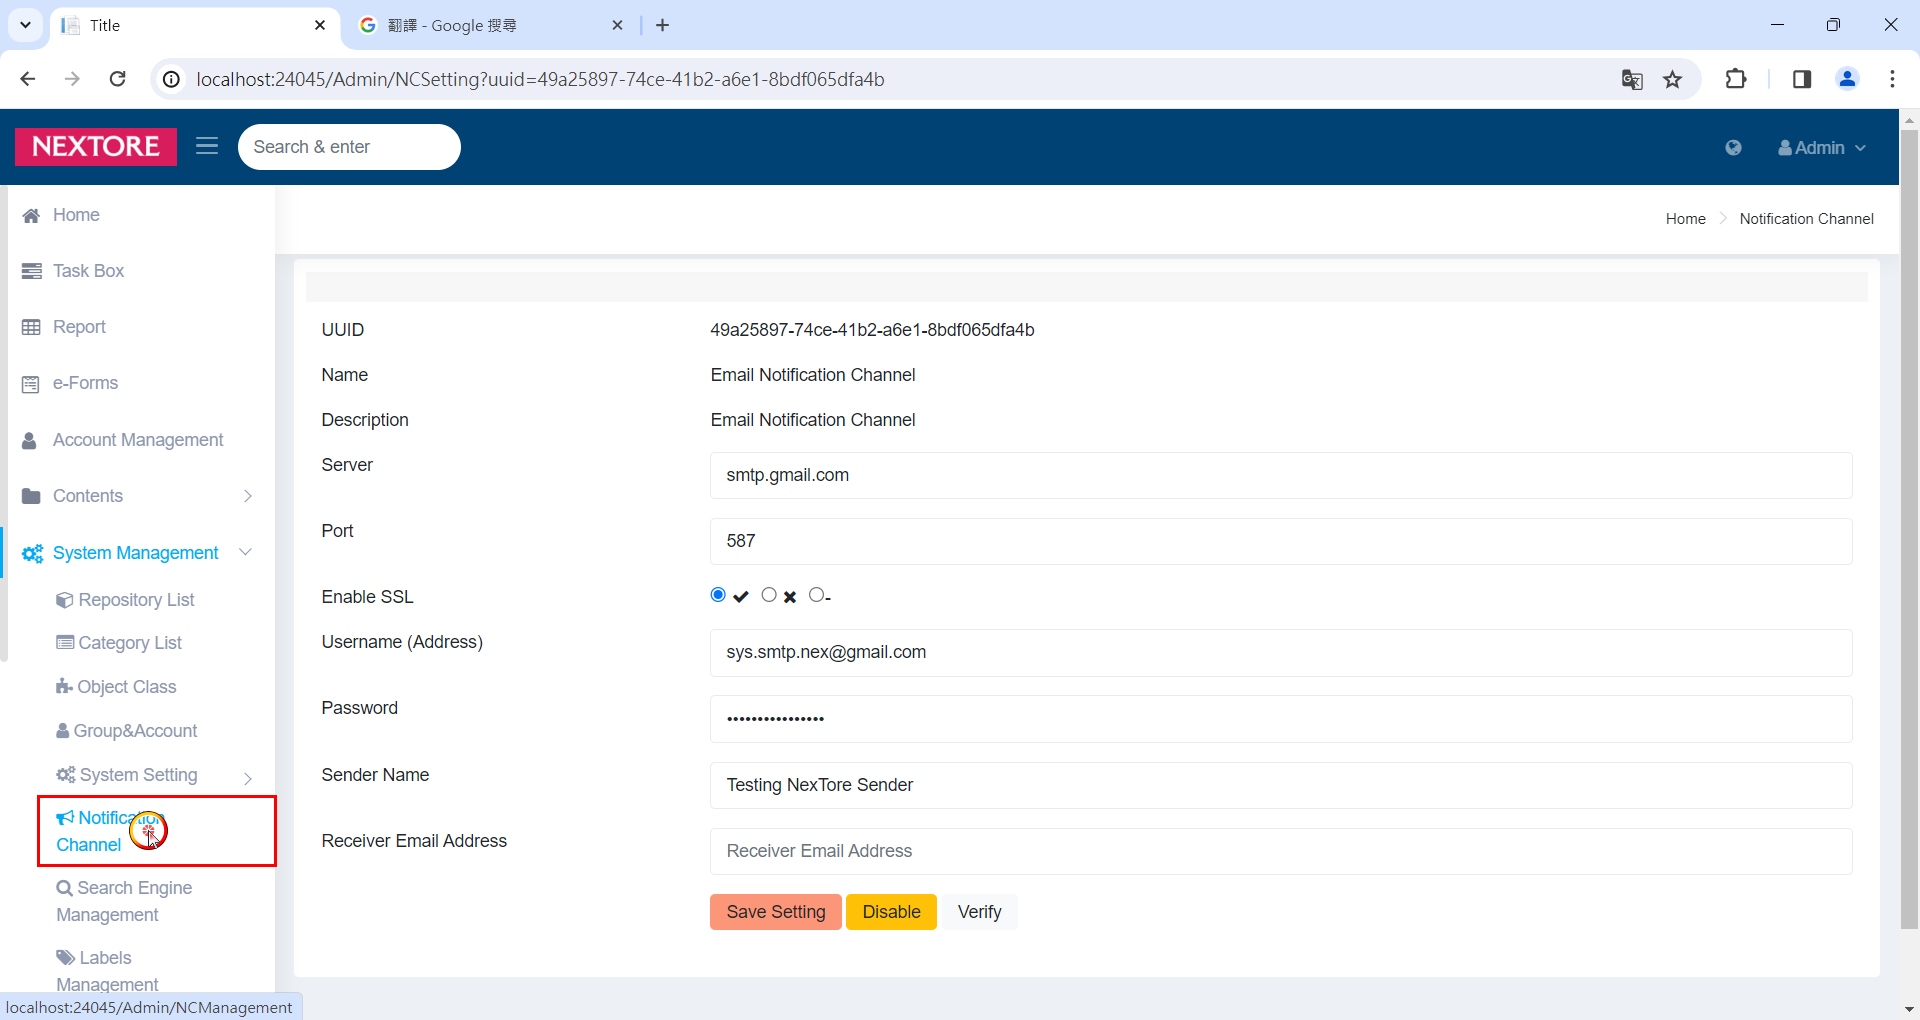 Title
翻譯 - Google 搜尋
localhost:24045/Admin/NCSetting?uuid=49a25897-74ce-41b2-a6e1-8bdf065dfa4b
NEXTORE
Search & enter
Admin
Home
Home
Notification Channel
Task Box
Report
e-Forms
Account Management
Contents
System Management
Repository List
Category List
Object Class
Group&Account
System Setting
Notification
Channel
Search Engine
Management
Labels
Management
UUID
49a25897-74ce-41b2-a6e1-8bdf065dfa4b
Name
Email Notification Channel
Description
Email Notification Channel
Server
smtp.gmail.com
Port
587
Enable SSL
-
Username (Address)
sys.smtp.nex@gmail.com
Password
••••••••••••••••
Sender Name
Testing NexTore Sender
Receiver Email Address
Receiver Email Address
Save Setting
Disable
Verify
localhost:24045/Admin/NCManagement